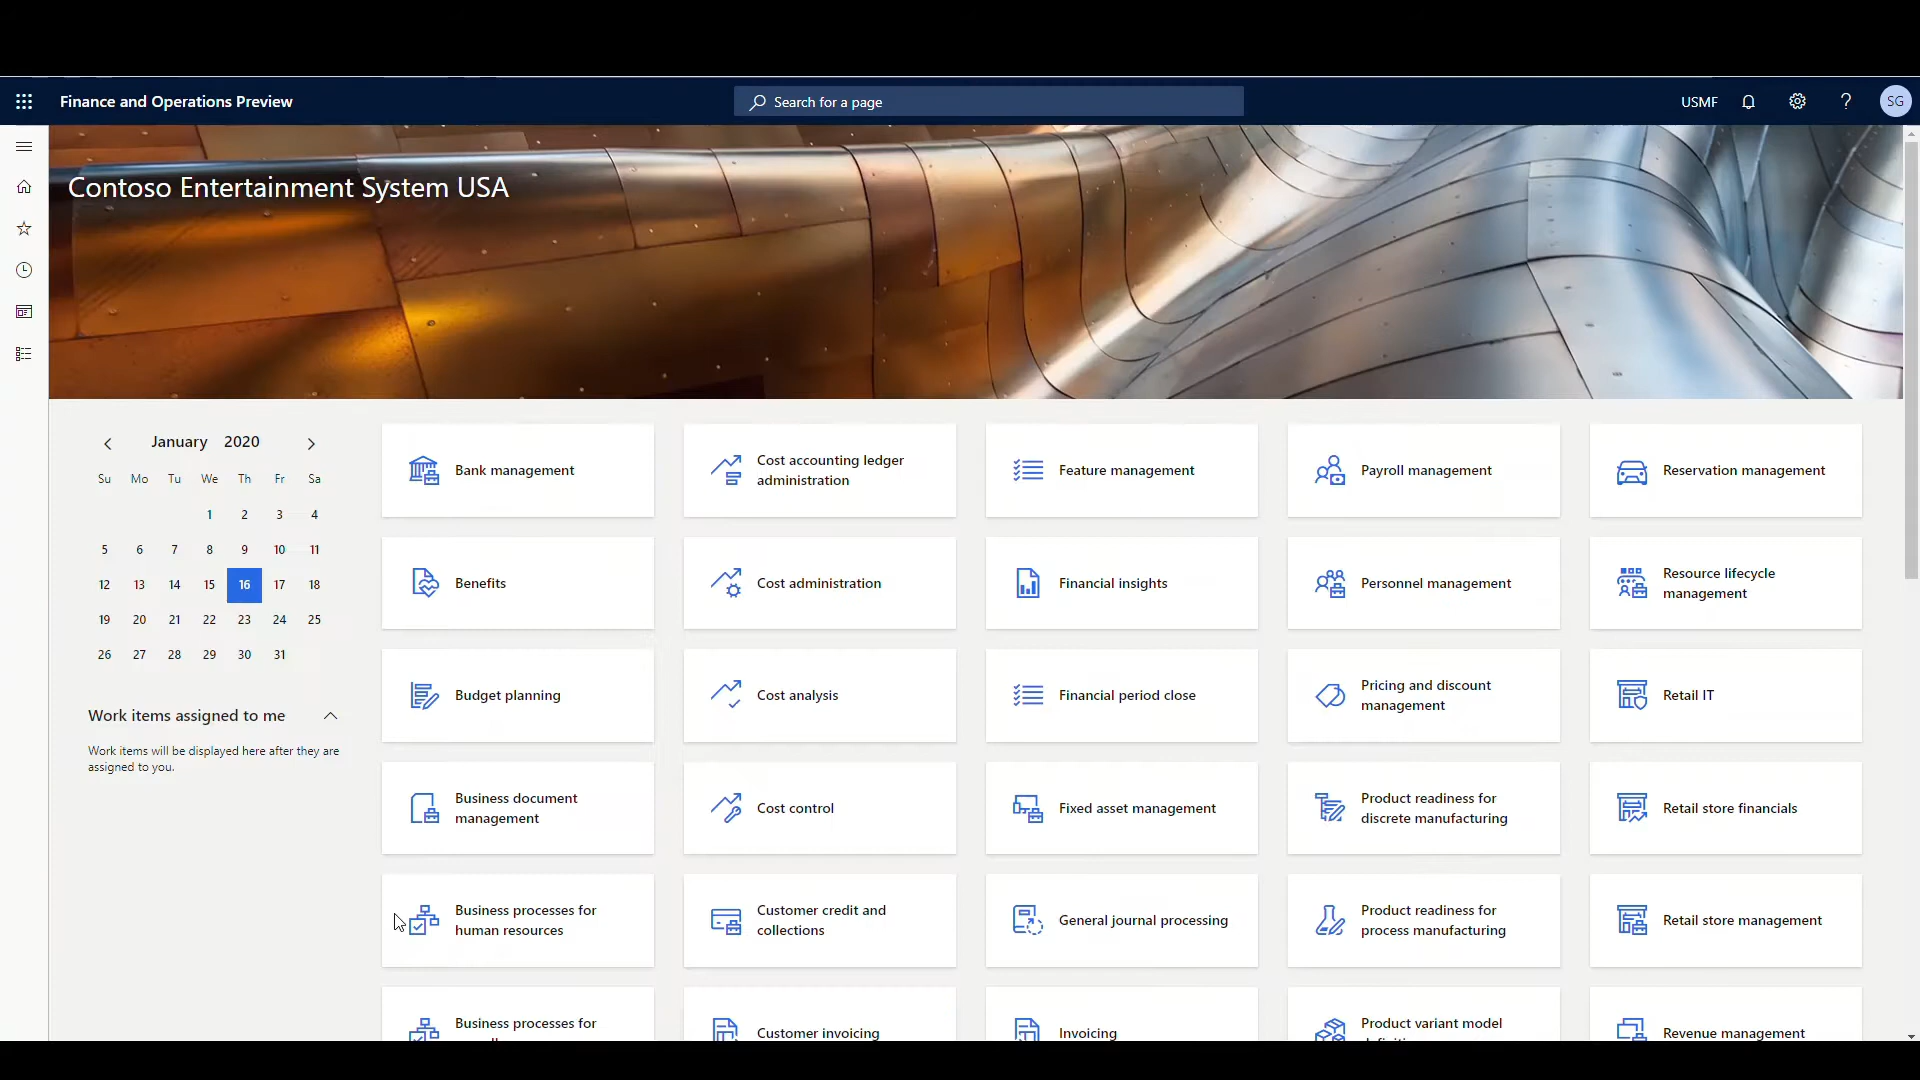 Finance and Operations Preview
Search for a page
USMF
?
SG
Contoso Entertainment System USA
January 2020
Su Mo Tu We Th Fr Sa
1 2 3 4
5 6 7 8 9 10 11
12 13 14 15 16 17 18
19 20 21 22 23 24 25
26 27 28 29 30 31
Work items assigned to me
Work items will be displayed here after they are
assigned to you.
Bank management
Cost accounting ledger
administration
Feature management
Payroll management
Reservation management
Benefits
Cost administration
Financial insights
Personnel management
Resource lifecycle
management
Budget planning
Cost analysis
Financial period close
Pricing and discount
management
Retail IT
Business document
management
Cost control
Fixed asset management
Product readiness for
discrete manufacturing
Retail store financials
Business processes for
human resources
Customer credit and
collections
General journal processing
Product readiness for
process manufacturing
Retail store management
Business processes for
Customer invoicing
Invoicing
Product variant model
Revenue management